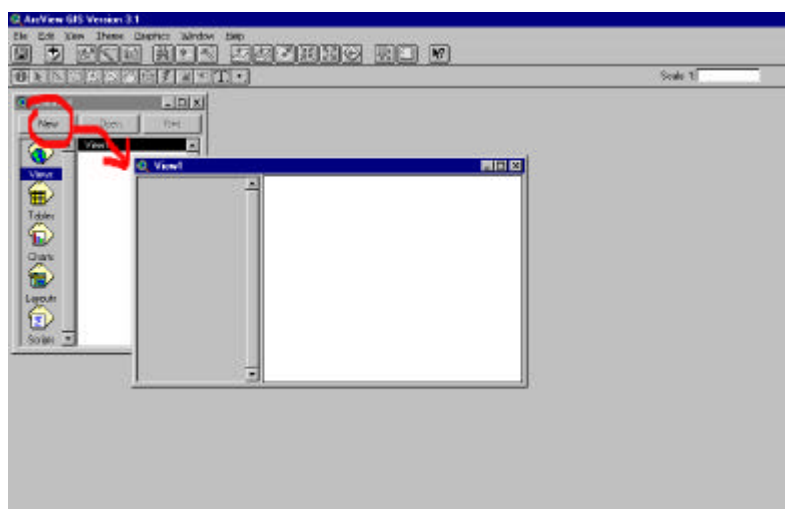 ArcView GIS Version 3.1
File Edit View Theme Graphics Window Help
Scale 1:
New Open Print
View1
Views
Tables
Charts
Layouts
Scripts
View1